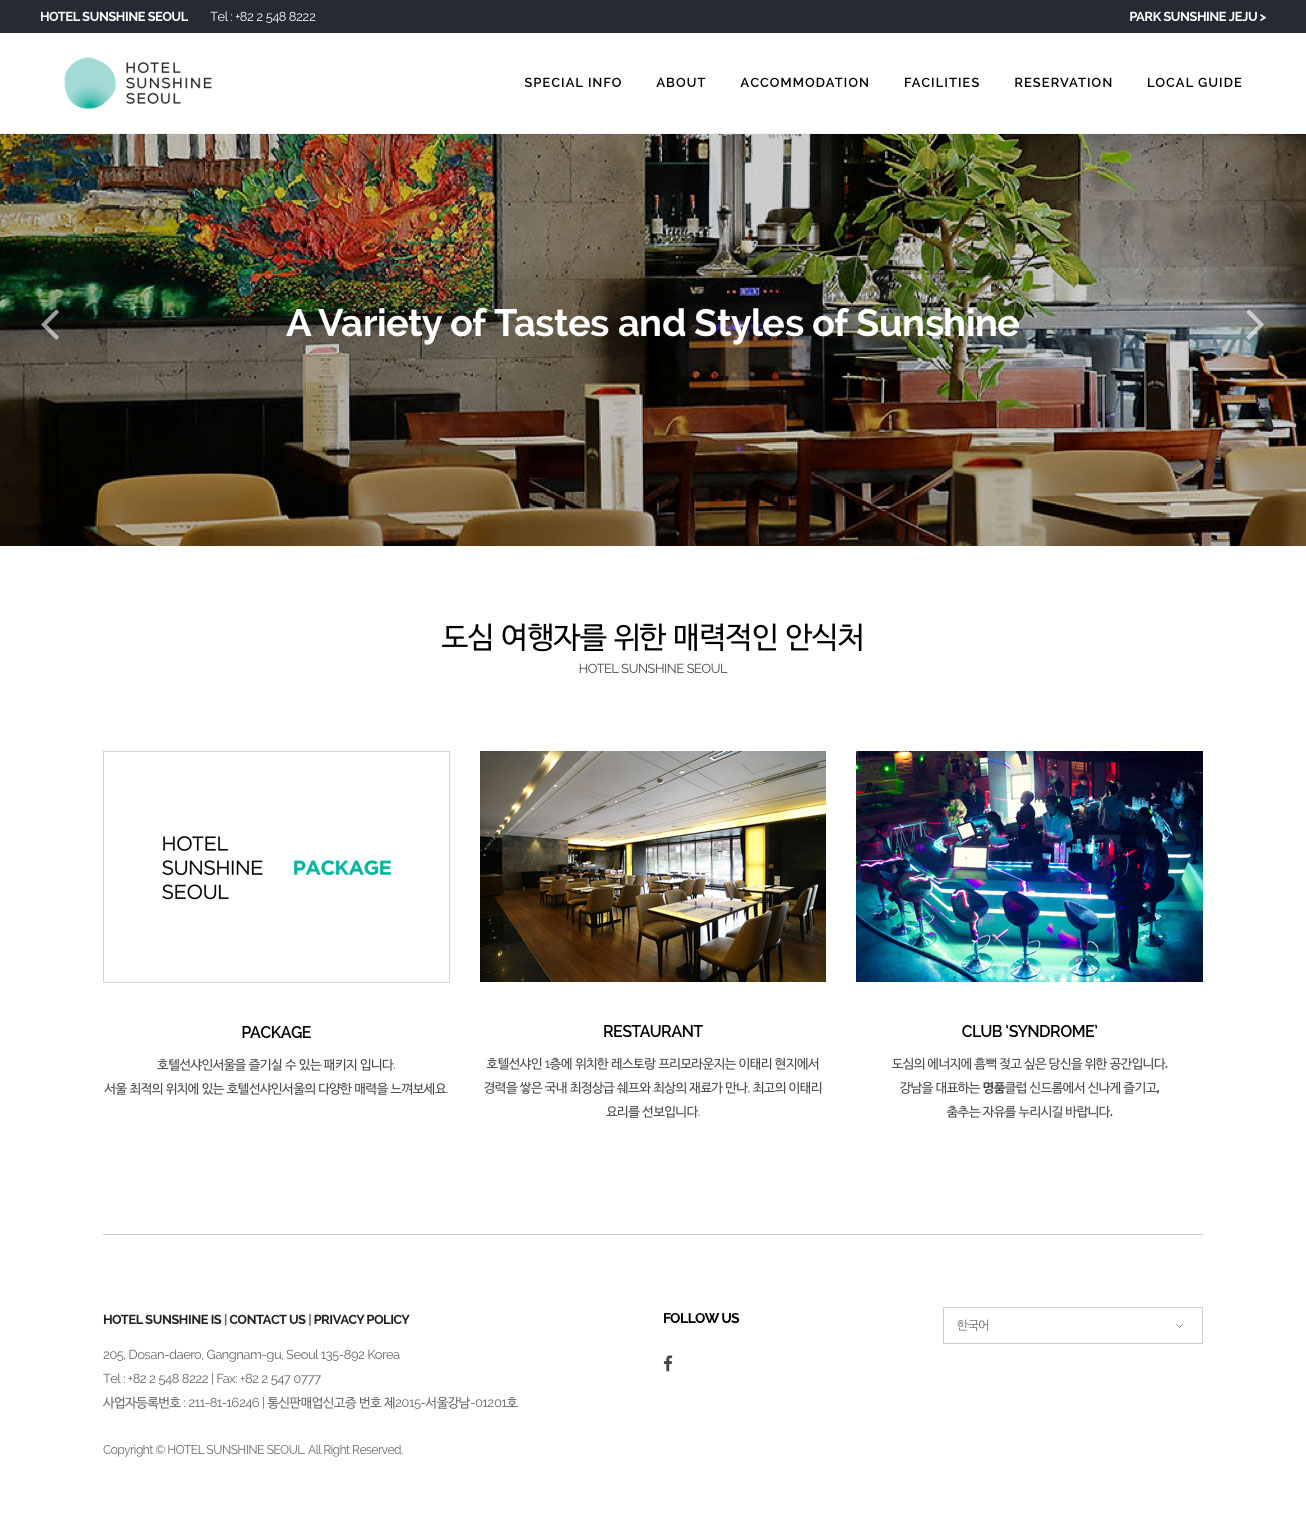 HOTEL SUNSHINE SEOUL Tel : +82 2 548 8222 PARK SUNSHINE JEJU >
HOTEL
SUNSHINE
SEOUL
SPECIAL INFO ABOUT ACCOMMODATION FACILITIES RESERVATION LOCAL GUIDE
A Variety of Tastes and Styles of Sunshine
도심 여행자를 위한 매력적인 안식처
HOTEL SUNSHINE SEOUL
HOTEL
SUNSHINE
SEOUL
PACKAGE
PACKAGE
호텔선샤인서울을 즐기실 수 있는 패키지 입니다.
서울 최적의 위치에 있는 호텔선샤인서울의 다양한 매력을 느껴보세요.
RESTAURANT
호텔선샤인 1층에 위치한 레스토랑 프리모라운지는 이태리 현지에서
경력을 쌓은 국내 최정상급 쉐프와 최상의 재료가 만나, 최고의 이태리
요리를 선보입니다.
CLUB ‘SYNDROME’
도심의 에너지에 흠뻑 젖고 싶은 당신을 위한 공간입니다.
강남을 대표하는 명품클럽 신드롬에서 신나게 즐기고,
춤추는 자유를 누리시길 바랍니다.
HOTEL SUNSHINE IS | CONTACT US | PRIVACY POLICY
205, Dosan-daero, Gangnam-gu, Seoul 135-892 Korea
Tel : +82 2 548 8222 | Fax: +82 2 547 0777
사업자등록번호 : 211-81-16246 | 통신판매업신고증 번호 제2015-서울강남-01201호
Copyright © HOTEL SUNSHINE SEOUL. All Right Reserved.
FOLLOW US
한국어